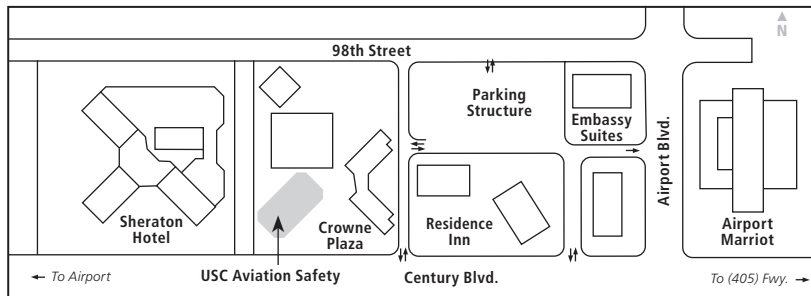 N
98th Street
Parking
Structure
Embassy
Suites
Airport Blvd.
Sheraton
Hotel
Crowne
Plaza
Residence
Inn
Airport
Marriot
To Airport
USC Aviation Safety
Century Blvd.
To (405) Fwy.